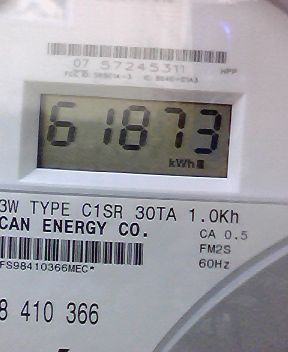 07 57245311 HPP
61873
kWh
3W TYPE C1SR 30TA 1.0Kh
CAN ENERGY CO. CA 0.5
FM2S
FS98410366MEC*
60Hz
8 410 366